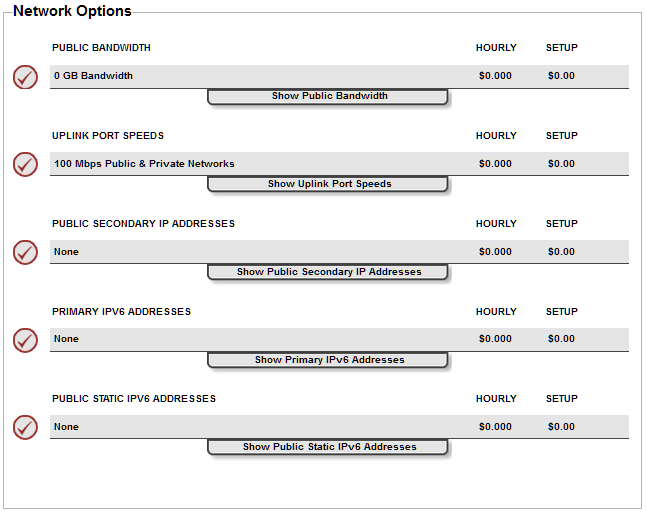 Network Options
PUBLIC BANDWIDTH HOURLY SETUP
0 GB Bandwidth $0.000 $0.00
Show Public Bandwidth
UPLINK PORT SPEEDS HOURLY SETUP
100 Mbps Public & Private Networks $0.000 $0.00
Show Uplink Port Speeds
PUBLIC SECONDARY IP ADDRESSES HOURLY SETUP
None $0.000 $0.00
Show Public Secondary IP Addresses
PRIMARY IPV6 ADDRESSES HOURLY SETUP
None $0.000 $0.00
Show Primary IPv6 Addresses
PUBLIC STATIC IPV6 ADDRESSES HOURLY SETUP
None $0.000 $0.00
Show Public Static IPv6 Addresses